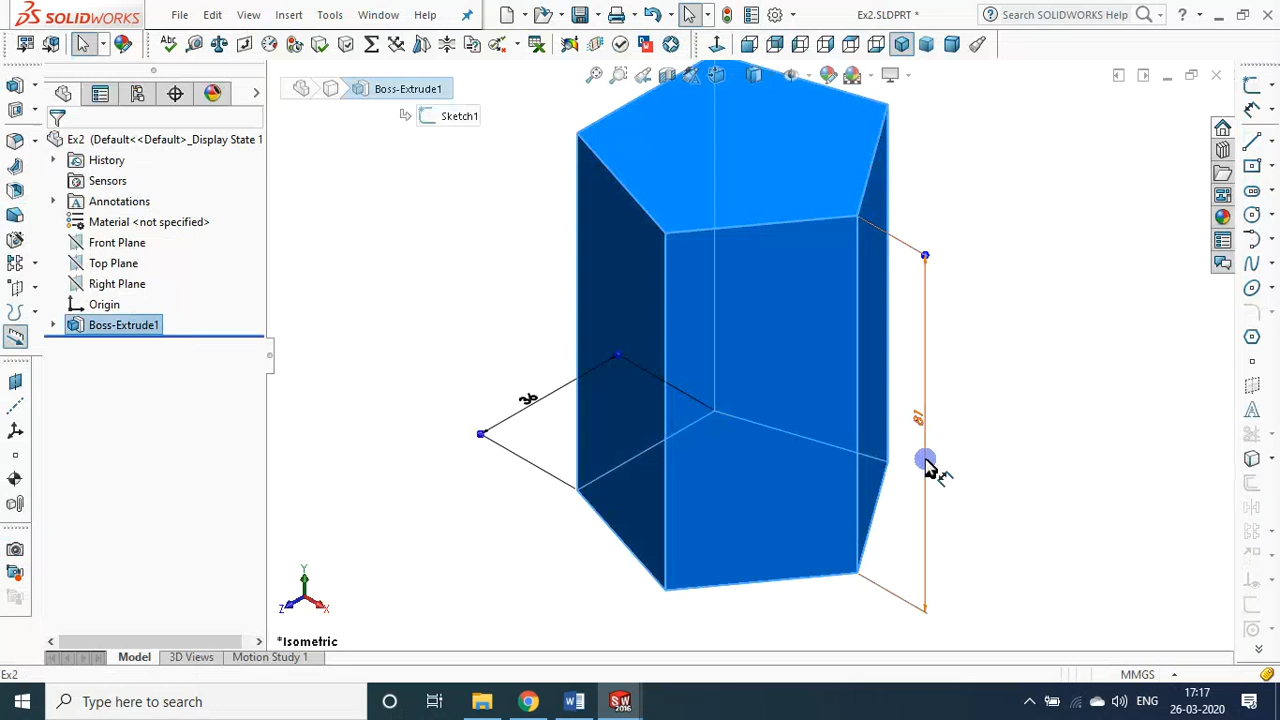 SOLIDWORKS
File Edit View Insert Tools Window Help
Ex2.SLDPRT *
Search SOLIDWORKS Help
?
Boss-Extrude1
Sketch1
Ex2 (Default<<Default>_Display State 1
History
Sensors
Annotations
Material <not specified>
Front Plane
Top Plane
Right Plane
Origin
Boss-Extrude1
36
81
Y
Z
X
*Isometric
Model 3D Views Motion Study 1
Ex2
MMGS
Type here to search
ENG
17:17
26-03-2020